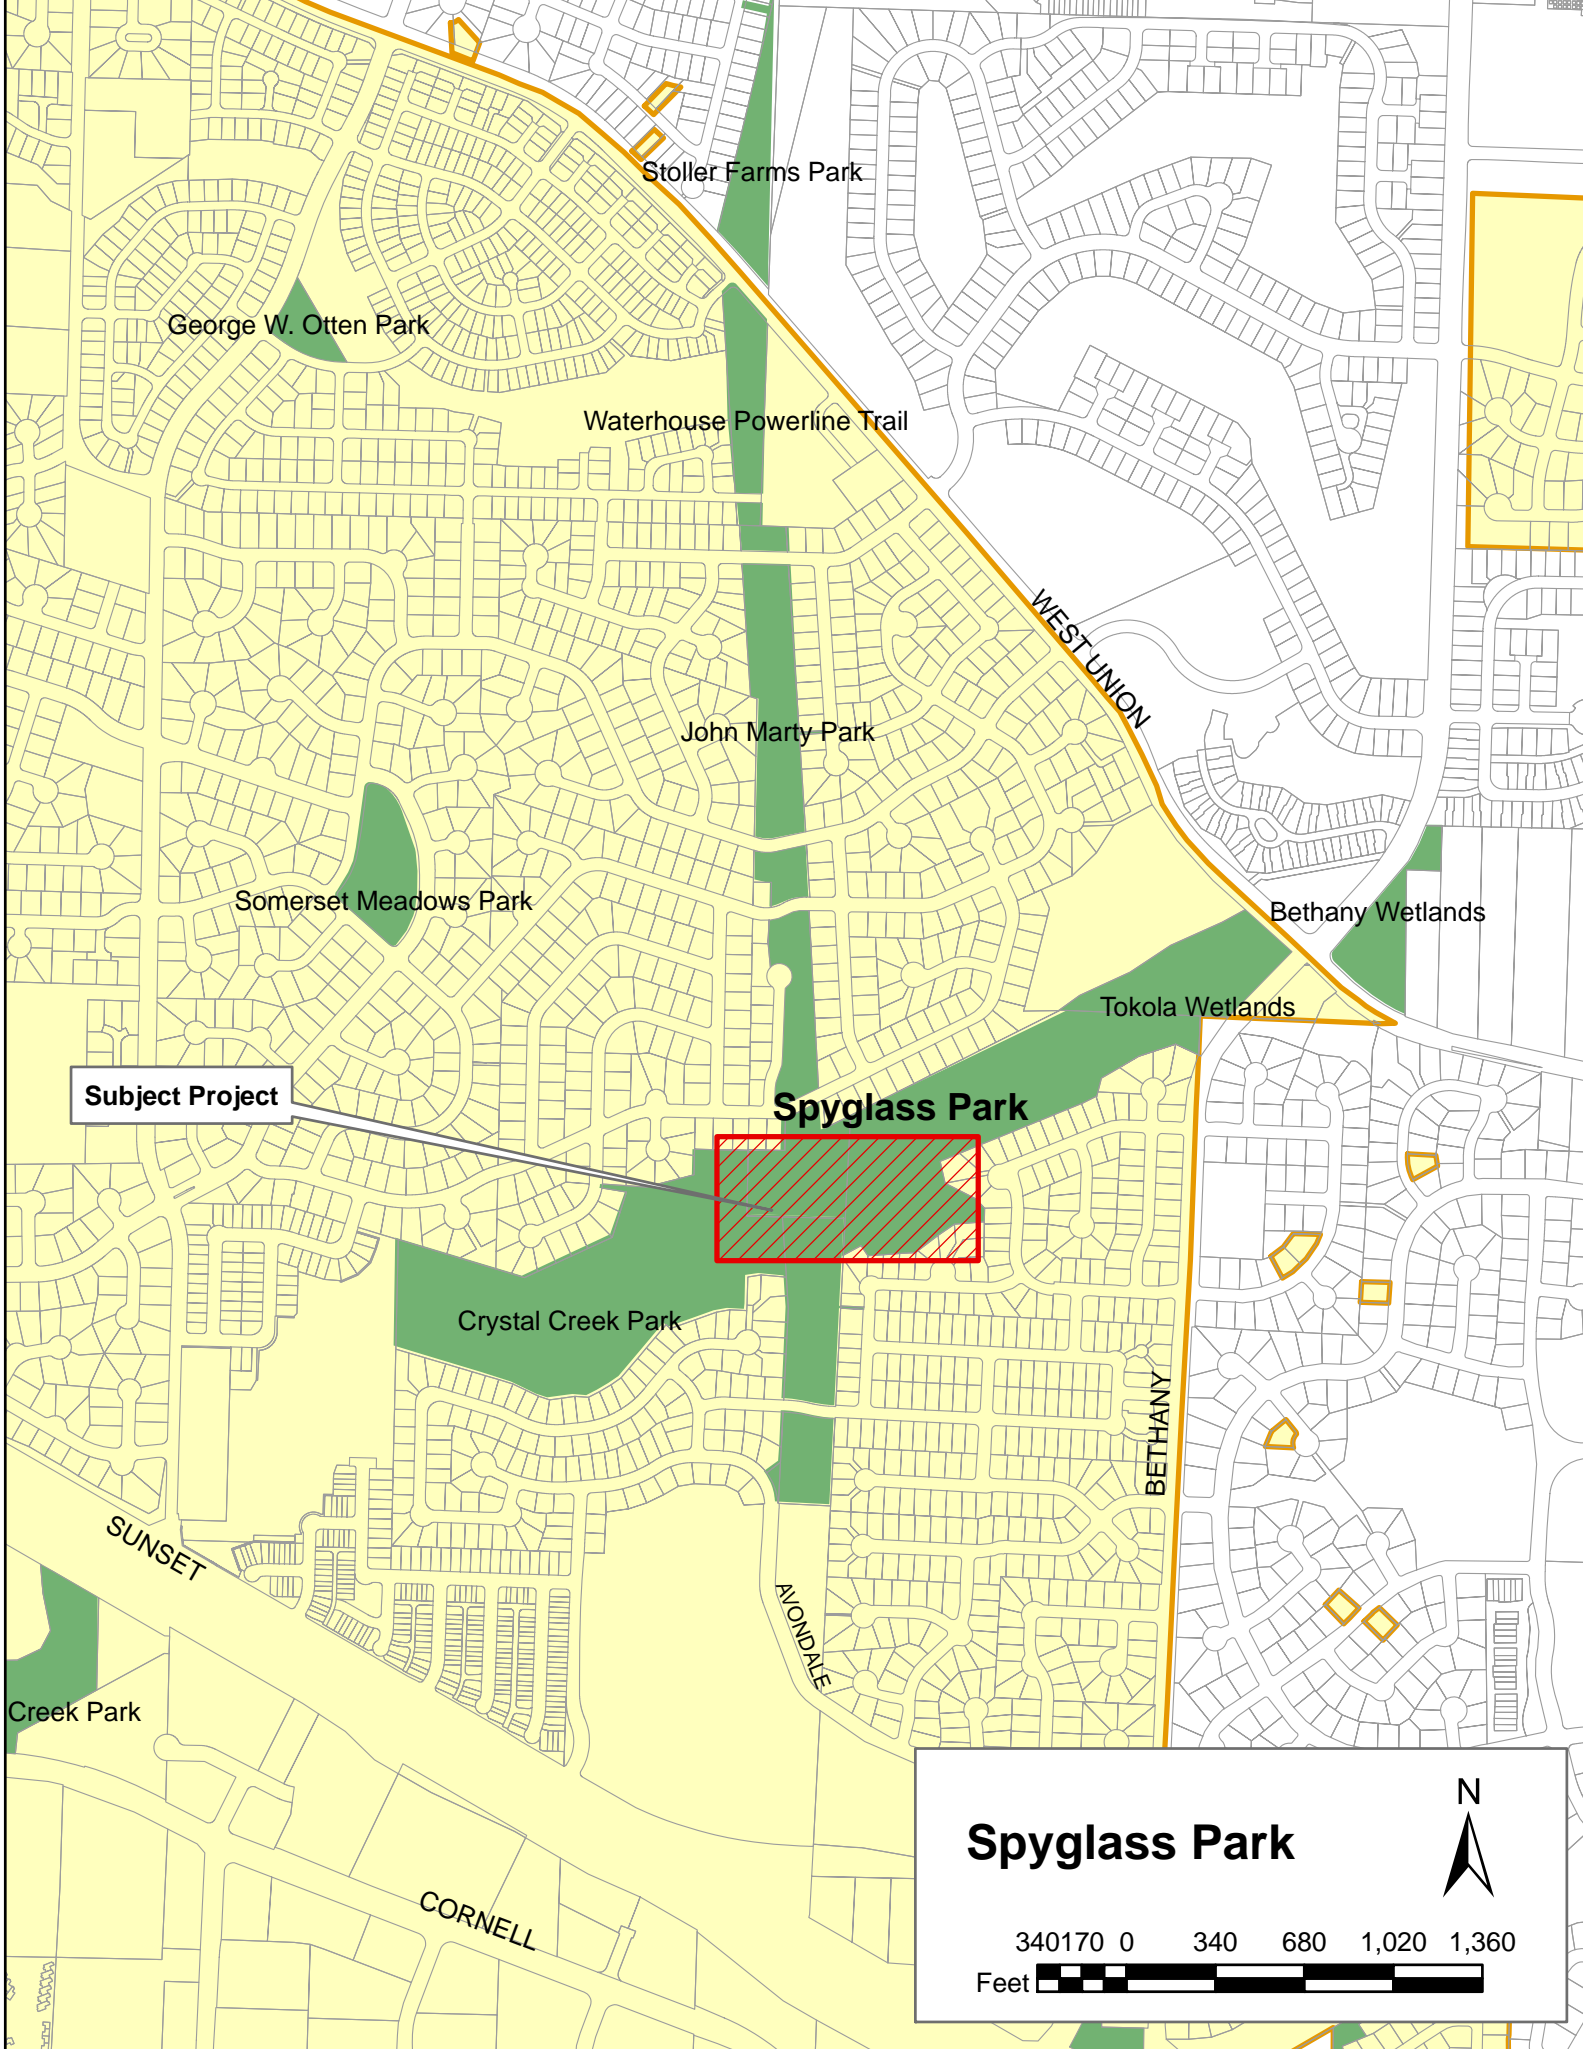 Stoller Farms Park
George W. Otten Park
Waterhouse Powerline Trail
WEST UNION
John Marty Park
Somerset Meadows Park
Bethany Wetlands
Tokola Wetlands
Subject Project
Spyglass Park
Crystal Creek Park
BETHANY
SUNSET
AVONDALE
Creek Park
CORNELL
Spyglass Park
N
340170 0 340 680 1,020 1,360
Feet